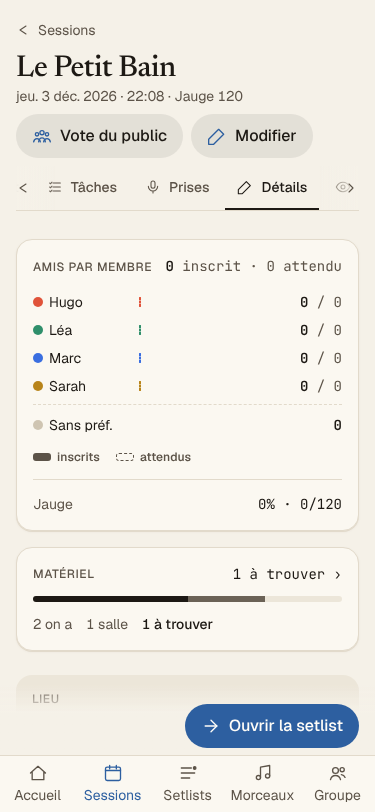 Sessions
Le Petit Bain
jeu. 3 déc. 2026 · 22:08 · Jauge 120
Vote du public
Modifier
Tâches
Prises
Détails
AMIS PAR MEMBRE 0 inscrit · 0 attendu
Hugo 0 / 0
Léa 0 / 0
Marc 0 / 0
Sarah 0 / 0
Sans préf. 0
inscrits attendus
Jauge 0% · 0/120
MATÉRIEL 1 à trouver ›
2 on a 1 salle 1 à trouver
LIEU
Ouvrir la setlist
Accueil Sessions Setlists Morceaux Groupe